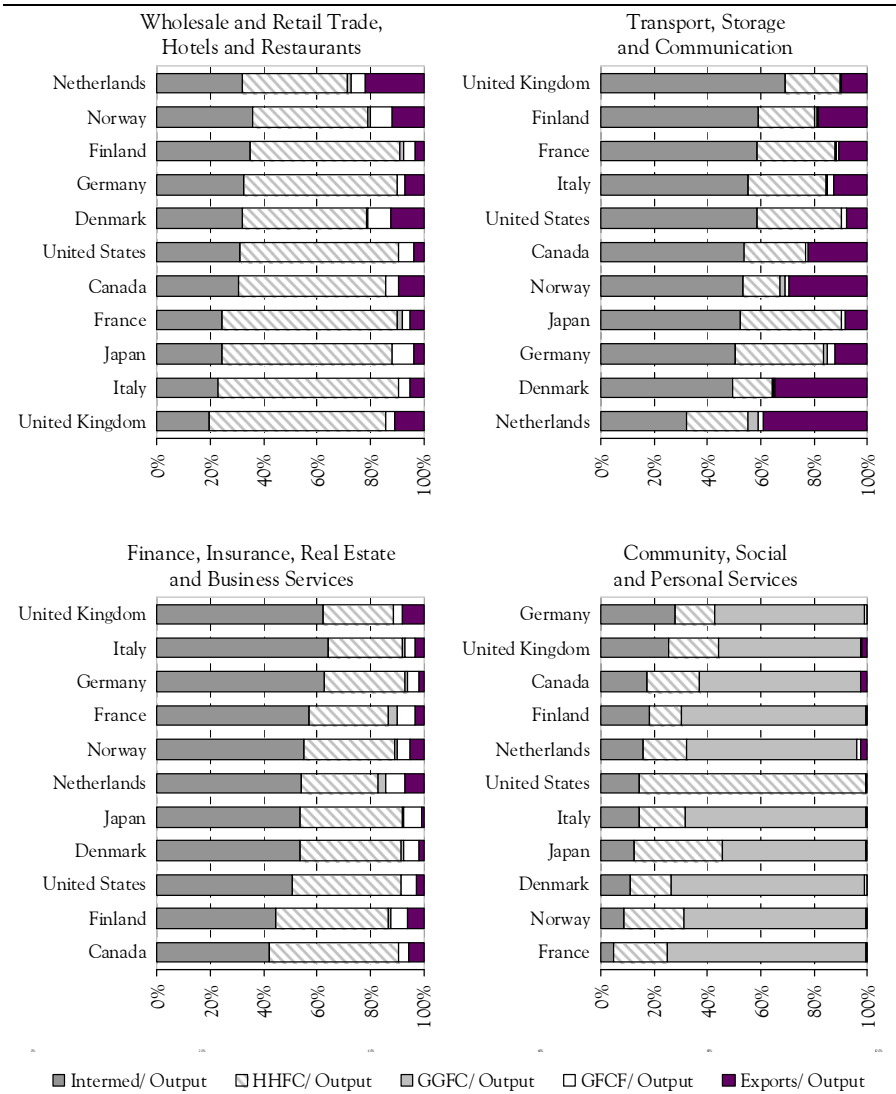 Wholesale and Retail Trade,
Hotels and Restaurants
Netherlands
Norway
Finland
Germany
Denmark
United States
Canada
France
Japan
Italy
United Kingdom
0%
20%
40%
60%
80%
100%
Transport, Storage
and Communication
United Kingdom
Finland
France
Italy
United States
Canada
Norway
Japan
Germany
Denmark
Netherlands
0%
20%
40%
60%
80%
100%
Finance, Insurance, Real Estate
and Business Services
United Kingdom
Italy
Germany
France
Norway
Netherlands
Japan
Denmark
United States
Finland
Canada
0%
20%
40%
60%
80%
100%
Community, Social
and Personal Services
Germany
United Kingdom
Canada
Finland
Netherlands
United States
Italy
Japan
Denmark
Norway
France
0%
20%
40%
60%
80%
100%
Intermed/ Output HHFC/ Output GGFC/ Output GFCF/ Output Exports/ Output